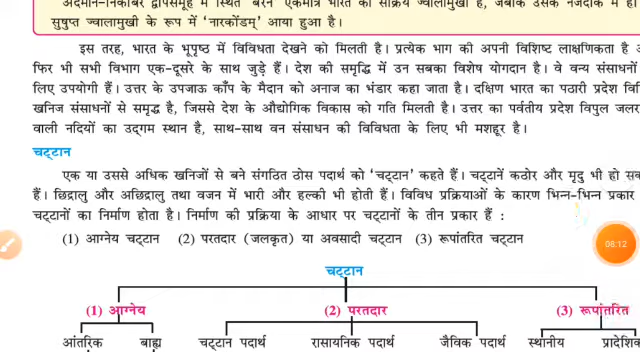 अंदमान-निकोबार द्वीपसमूह में स्थित 'बैरन' एकमात्र भारत का सक्रिय ज्वालामुखी है, जबकि उसके नजदीक में ही
सुषुप्त ज्वालामुखी के रूप में 'नारकोंडम्' आया हुआ है।
इस तरह, भारत के भूपृष्ठ में विविधता देखने को मिलती है। प्रत्येक भाग की अपनी विशिष्ट लाक्षणिकता है
फिर भी सभी विभाग एक-दूसरे के साथ जुड़े हैं। देश की समृद्धि में उन सबका विशेष योगदान है। वे वन्य संसाधनों
लिए उपयोगी हैं। उत्तर के उपजाऊ काँप के मैदान को अनाज का भंडार कहा जाता है। दक्षिण भारत का पठारी प्रदेश
खनिज संसाधनों से समृद्ध है, जिससे देश के औद्योगिक विकास को गति मिलती है। उत्तर का पर्वतीय प्रदेश विपुल
वाली नदियों का उद्गम स्थान है, साथ-साथ वन संसाधन की विविधता के लिए भी मशहूर है।
चट्टान
एक या उससे अधिक खनिजों से बने संगठित ठोस पदार्थ को 'चट्टान' कहते हैं। चट्टानें कठोर और मृदु भी हो
हैं। छिद्रालु और अछिद्रालु तथा वजन में भारी और हल्की भी होती हैं। विविध प्रक्रियाओं के कारण भिन्न-भिन्न प्रकार
चट्टानों का निर्माण होता है। निर्माण की प्रक्रिया के आधार पर चट्टानों के तीन प्रकार हैं :
(1) आग्नेय चट्टान (2) परतदार (जलकृत) या अवसादी चट्टान (3) रूपांतरित चट्टान
08:12
चट्टान
(1) आग्नेय (2) परतदार (3) रूपांतरित
आंतरिक बाह्य चट्टान पदार्थ रासायनिक पदार्थ जैविक पदार्थ स्थानीय प्रादेशिक